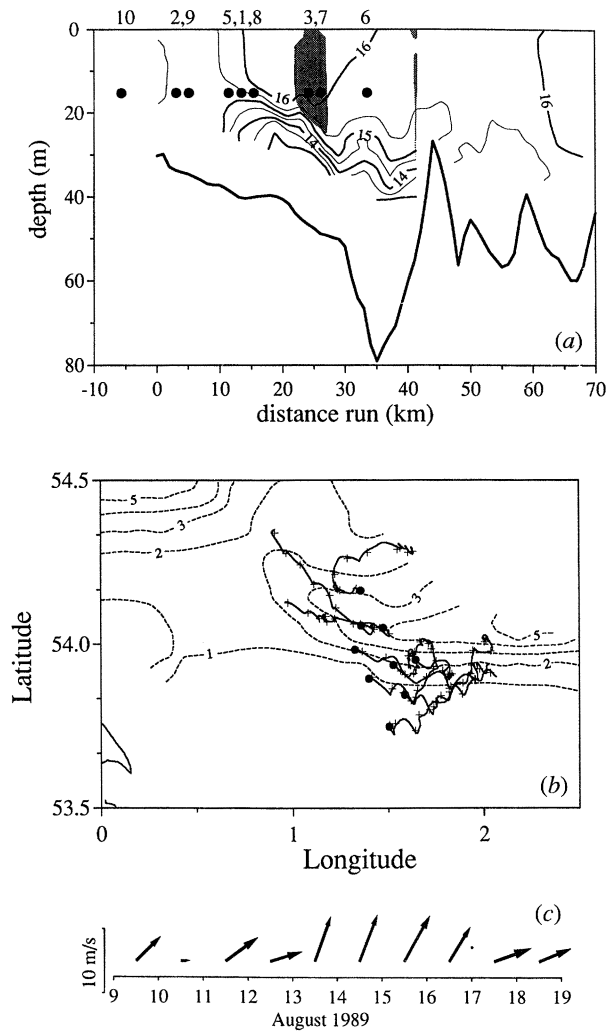 10 2,9 5,1,8 3,7 6
0
20
40
60
80
depth (m)
16
16
16
15
14
14
(a)
-10 0 10 20 30 40 50 60 70
distance run (km)
54.5
54.0
53.5
Latitude
5
3
2
1
3
5
2
(b)
0 1 2
Longitude
(c)
10 m/s
9 10 11 12 13 14 15 16 17 18 19
August 1989